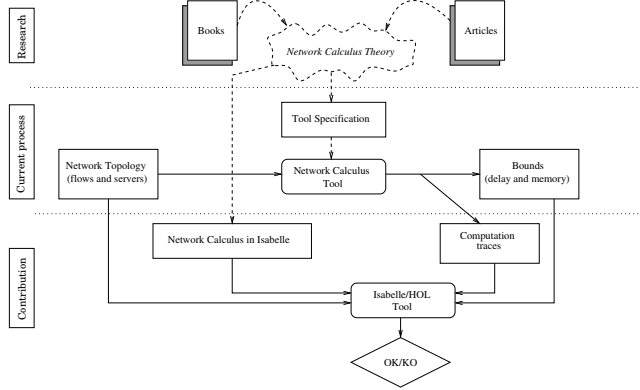 Research
Books
Network Calculus Theory
Articles
Current process
Tool Specification
Network Topology
(flows and servers)
Network Calculus
Tool
Bounds
(delay and memory)
Contribution
Network Calculus in Isabelle
Computation
traces
Isabelle/HOL
Tool
OK/KO